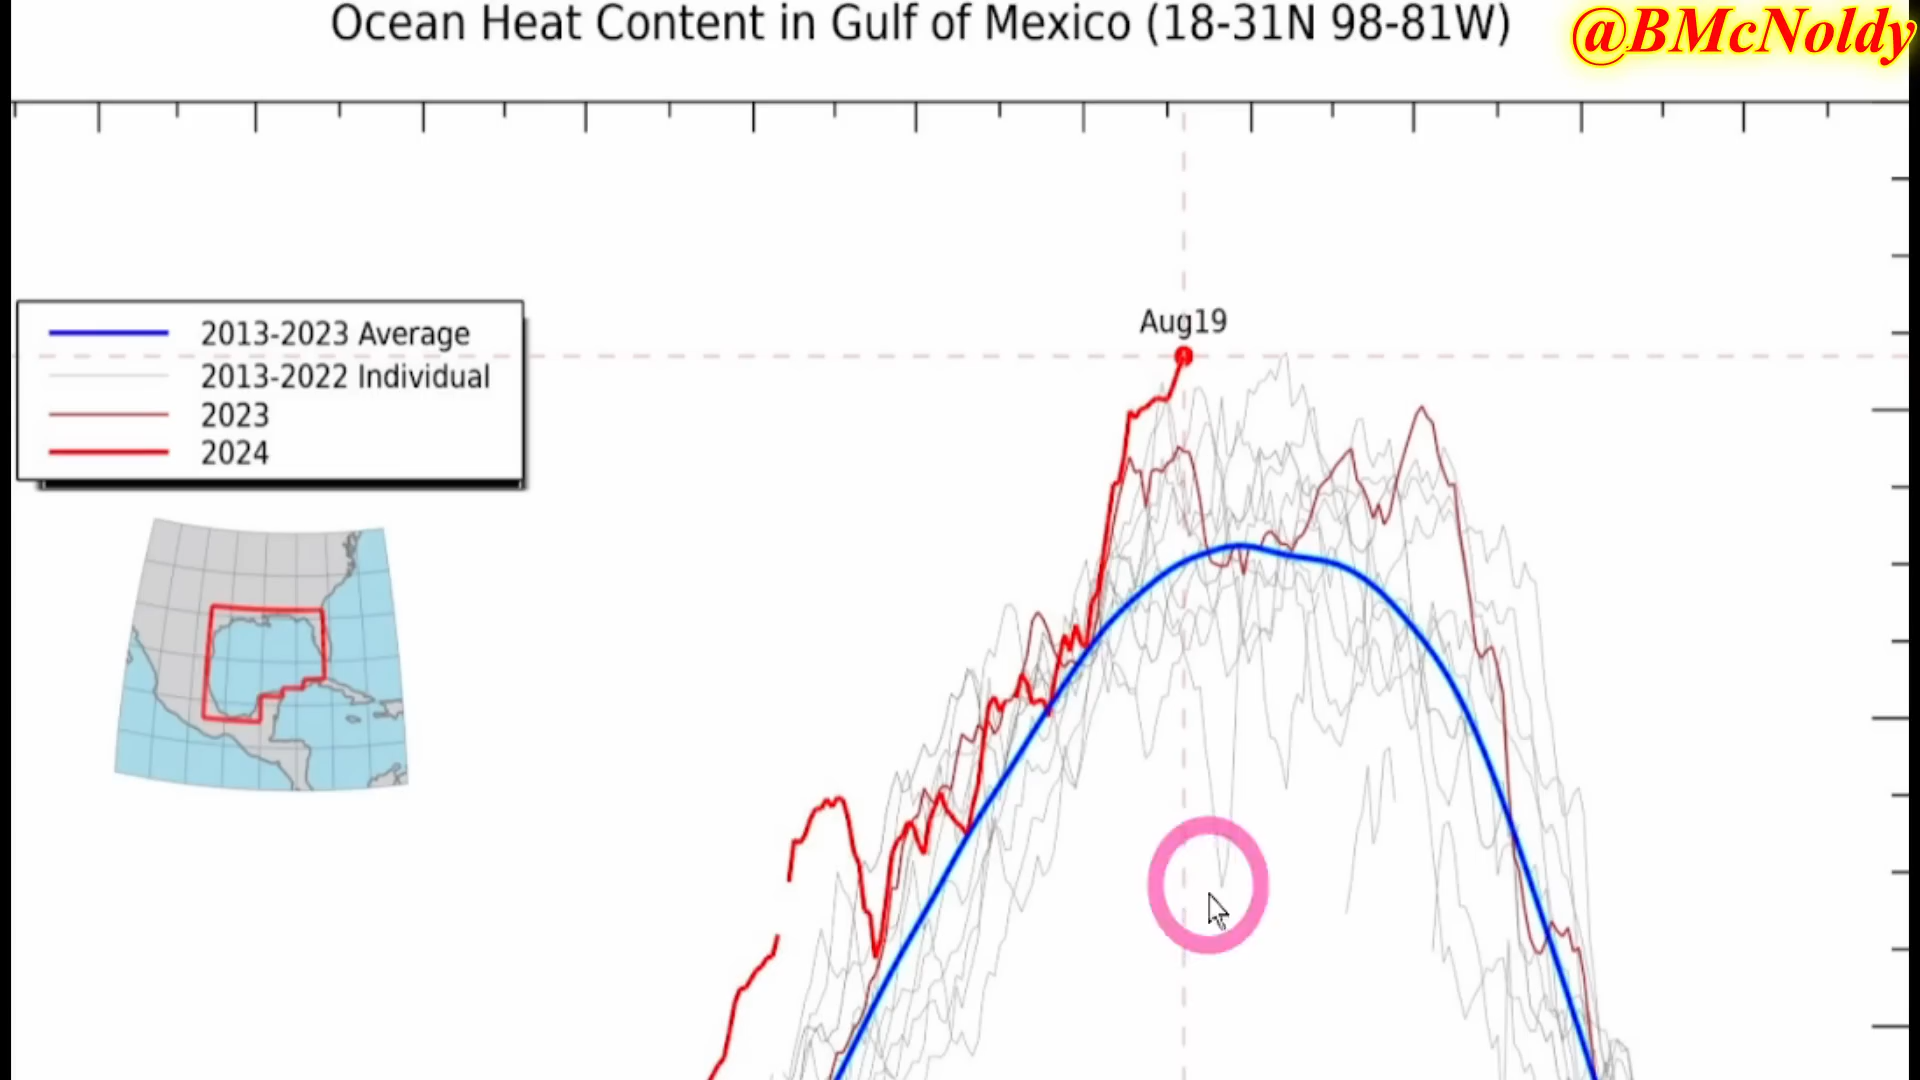 Ocean Heat Content in Gulf of Mexico (18-31N 98-81W)
@BMcNoldy
Aug19
2013-2023 Average
2013-2022 Individual
2023
2024